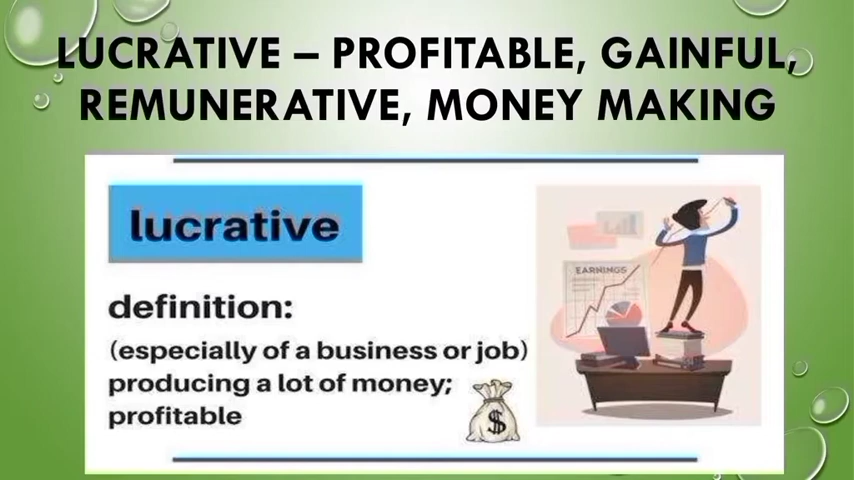 LUCRATIVE – PROFITABLE, GAINFUL,
REMUNERATIVE, MONEY MAKING
lucrative
definition:
(especially of a business or job)
producing a lot of money;
profitable
EARNINGS
$